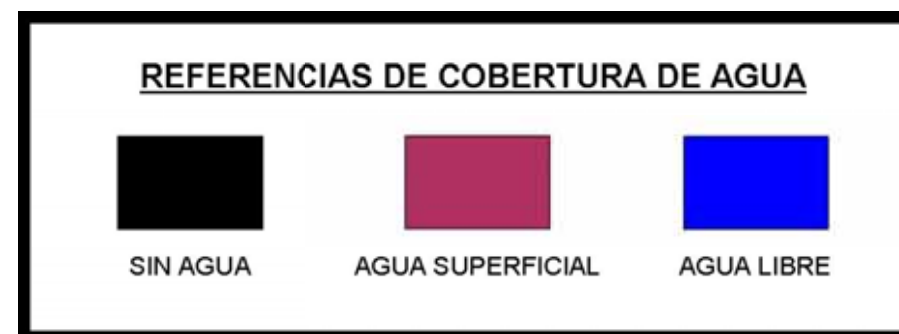 REFERENCIAS DE COBERTURA DE AGUA
SIN AGUA
AGUA SUPERFICIAL
AGUA LIBRE